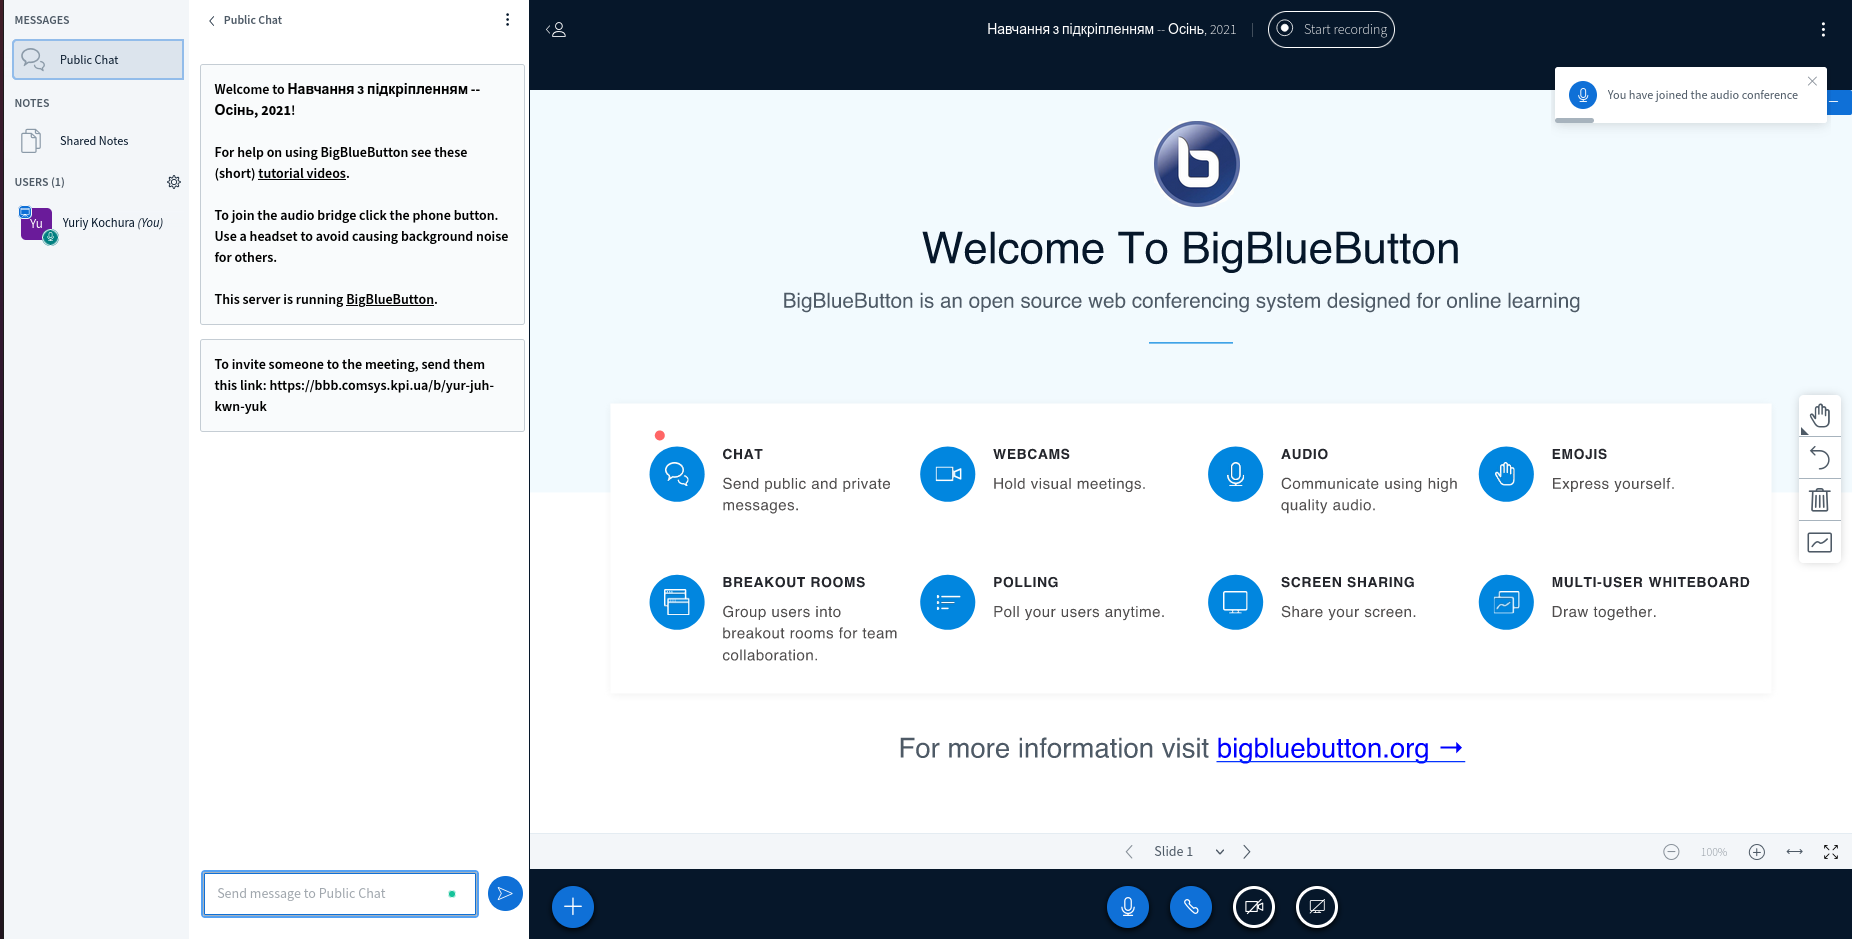 MESSAGES
Public Chat
NOTES
Shared Notes
USERS (1)
Yu
Yuriy Kochura (You)
Public Chat
Welcome to Навчання з підкріпленням --
Осінь, 2021!
For help on using BigBlueButton see these
(short) tutorial videos.
To join the audio bridge click the phone button.
Use a headset to avoid causing background noise
for others.
This server is running BigBlueButton.
To invite someone to the meeting, send them
this link: https://bbb.comsys.kpi.ua/b/yur-juh-
kwn-yuk
Send message to Public Chat
Навчання з підкріпленням -- Осінь, 2021
Start recording
You have joined the audio conference
Welcome To BigBlueButton
BigBlueButton is an open source web conferencing system designed for online learning
CHAT
Send public and private
messages.
WEBCAMS
Hold visual meetings.
AUDIO
Communicate using high
quality audio.
EMOJIS
Express yourself.
BREAKOUT ROOMS
Group users into
breakout rooms for team
collaboration.
POLLING
Poll your users anytime.
SCREEN SHARING
Share your screen.
MULTI-USER WHITEBOARD
Draw together.
For more information visit bigbluebutton.org →
Slide 1
100%